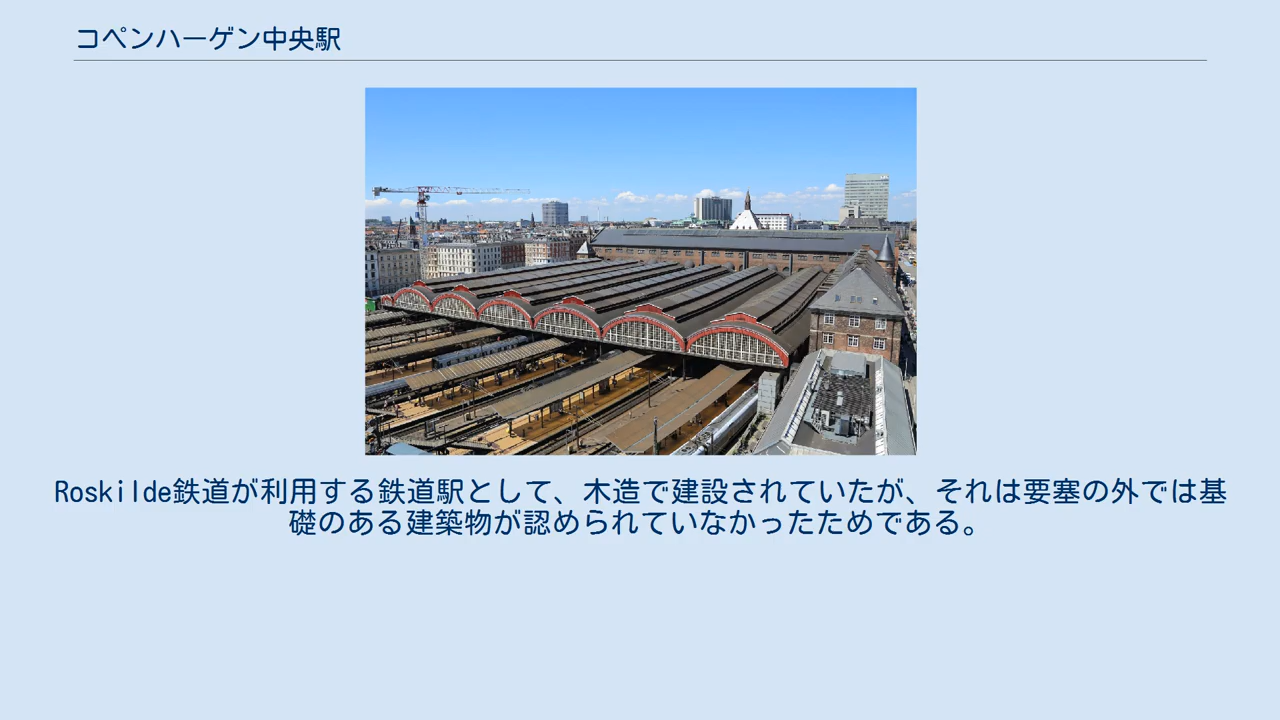 コペンハーゲン中央駅
Roskilde鉄道が利用する鉄道駅として、木造で建設されていたが、それは要塞の外では基
礎のある建築物が認められていなかったためである。